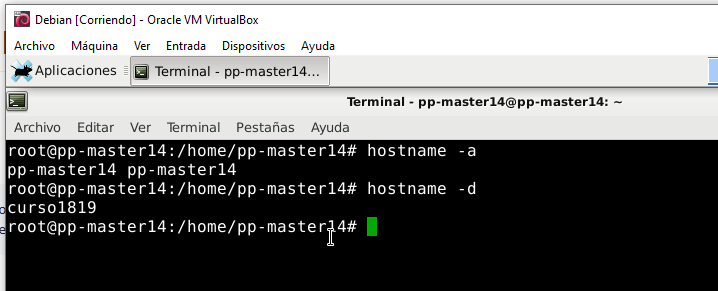 Debian [Corriendo] - Oracle VM VirtualBox
Archivo Máquina Ver Entrada Dispositivos Ayuda
Aplicaciones Terminal - pp-master14...
Terminal - pp-master14@pp-master14: ~
Archivo Editar Ver Terminal Pestañas Ayuda
root@pp-master14:/home/pp-master14# hostname -a
pp-master14 pp-master14
root@pp-master14:/home/pp-master14# hostname -d
curso1819
root@pp-master14:/home/pp-master14#